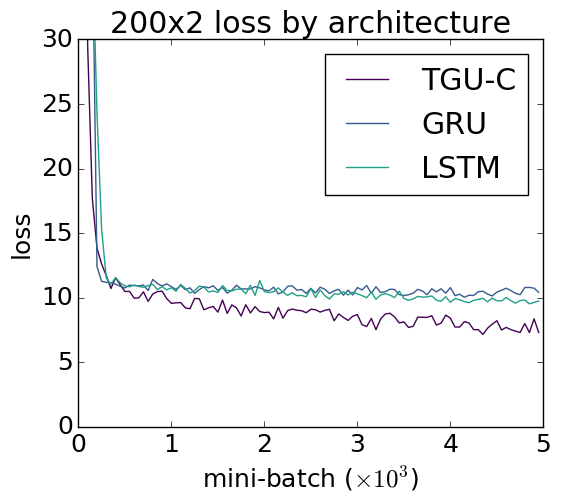 200x2 loss by architecture
30
25
20
15
10
5
0
loss
TGU-C
GRU
LSTM
0 1 2 3 4 5
mini-batch (×10³)